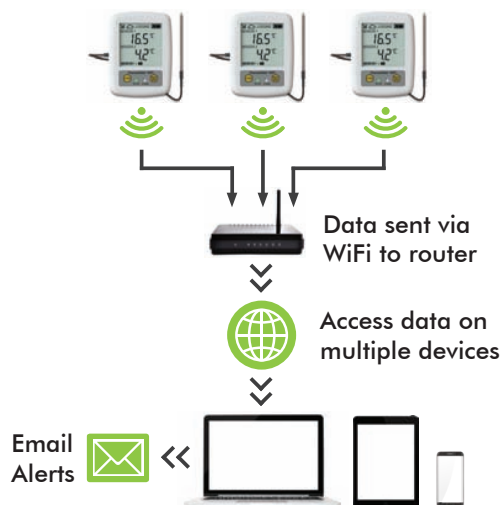 16.5°C 16.5°C 16.5°C
4.2°C 4.2°C 4.2°C
Data sent via
WiFi to router
Access data on
multiple devices
Email
Alerts